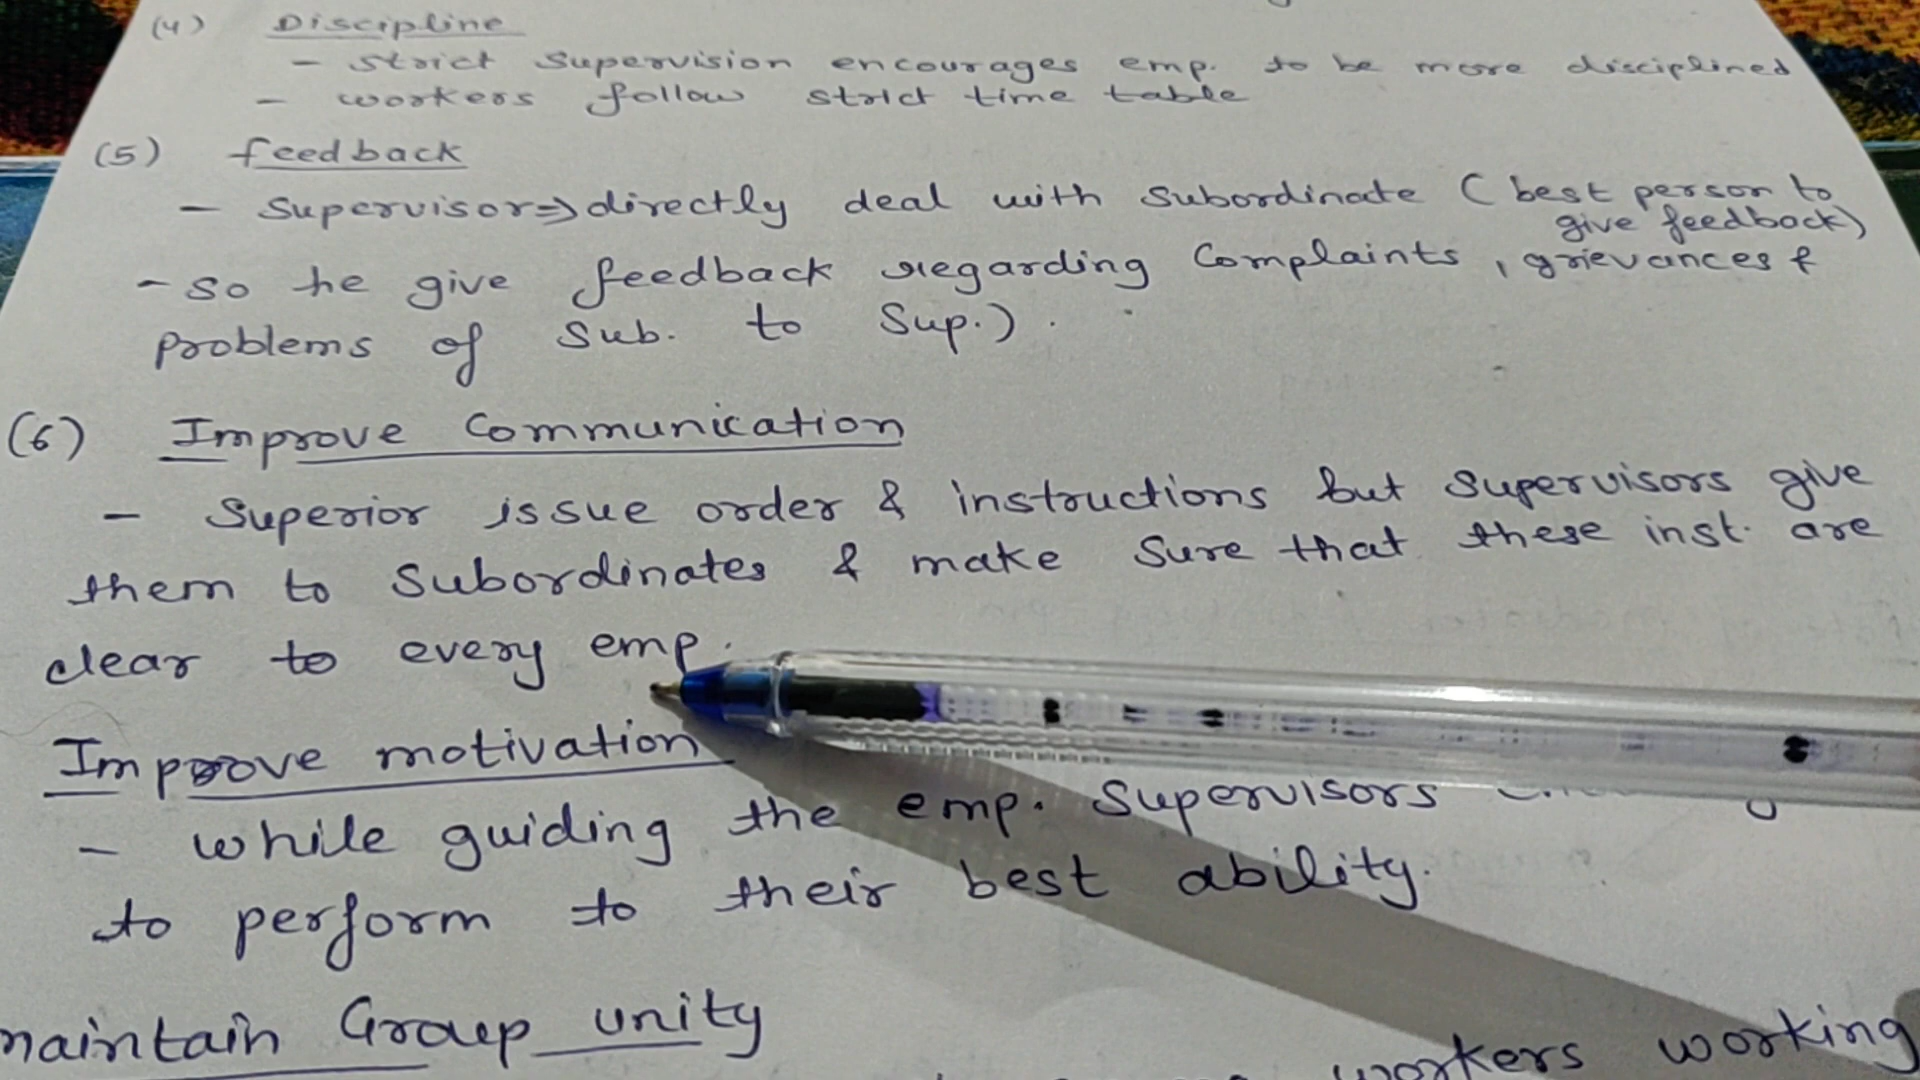 (4) Discipline
- strict supervision encourages emp. to be more disciplined
- workers follow strict time table
(5) feedback
- Supervisor⇒directly deal with Subordinate (best person to
give feedback)
- so he give feedback regarding Complaints, grievances &
problems of Sub. to Sup.).
(6) Improve Communication
- Superior issue order & instructions but Supervisors give
them to Subordinates & make Sure that these inst. are
clear to every emp.
Improve motivation
- while guiding the emp. Supervisors
to perform to their best ability.
maintain Group unity
workers working